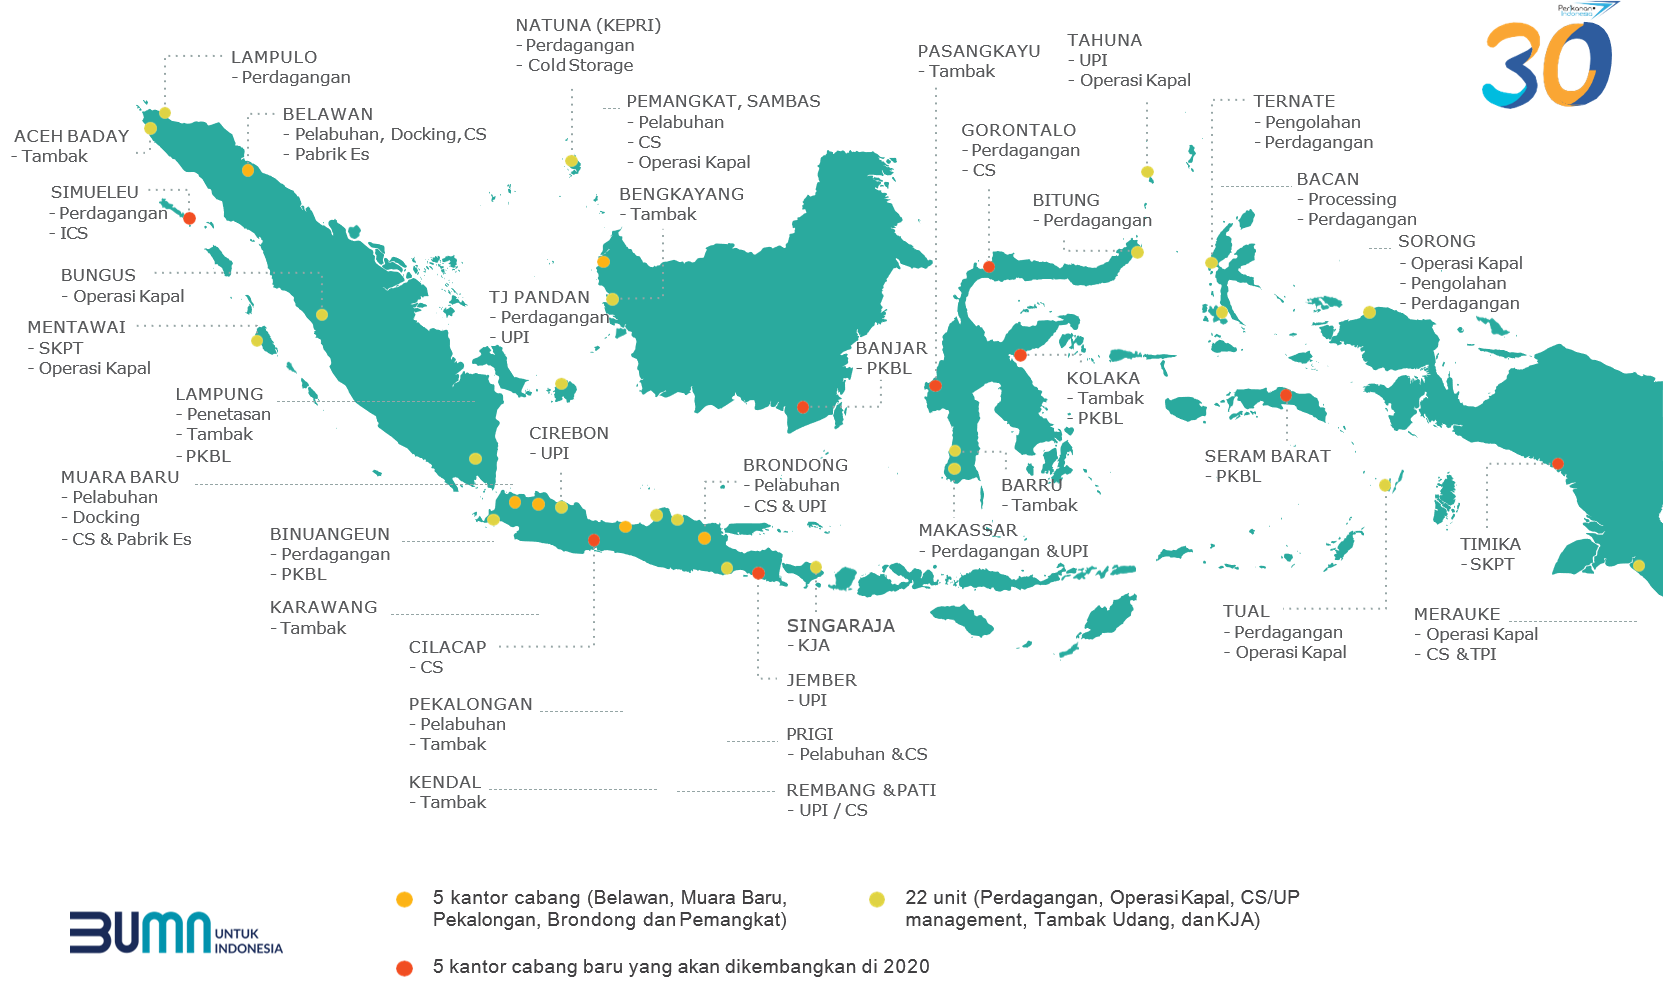 Perikanan
Indonesia
30
NATUNA (KEPRI)
- Perdagangan
- Cold Storage
LAMPULO
- Perdagangan
BELAWAN
- Pelabuhan, Docking, CS
- Pabrik Es
ACEH BADAY
- Tambak
SIMUELEU
- Perdagangan
- ICS
BUNGUS
- Operasi Kapal
MENTAWAI
- SKPT
- Operasi Kapal
LAMPUNG
- Penetasan
- Tambak
- PKBL
MUARA BARU
- Pelabuhan
- Docking
- CS & Pabrik Es
BINUANGEUN
- Perdagangan
- PKBL
KARAWANG
- Tambak
CILACAP
- CS
PEKALONGAN
- Pelabuhan
- Tambak
KENDAL
- Tambak
PEMANGKAT, SAMBAS
- Pelabuhan
- CS
- Operasi Kapal
BENGKAYANG
- Tambak
TJ PANDAN
- Perdagangan
- UPI
CIREBON
- UPI
BRONDONG
- Pelabuhan
- CS & UPI
BANJAR
- PKBL
SINGARAJA
- KJA
JEMBER
- UPI
PRIGI
- Pelabuhan & CS
REMBANG & PATI
- UPI / CS
PASANGKAYU
- Tambak
TAHUNA
- UPI
- Operasi Kapal
GORONTALO
- Perdagangan
- CS
BITUNG
- Perdagangan
KOLAKA
- Tambak
- PKBL
BARRU
- Tambak
MAKASSAR
- Perdagangan & UPI
TERNATE
- Pengolahan
- Perdagangan
BACAN
- Processing
- Perdagangan
SORONG
- Operasi Kapal
- Pengolahan
- Perdagangan
SERAM BARAT
- PKBL
TIMIKA
- SKPT
TUAL
- Perdagangan
- Operasi Kapal
MERAUKE
- Operasi Kapal
- CS & TPI
5 kantor cabang (Belawan, Muara Baru,
Pekalongan, Brondong dan Pemangkat)
22 unit (Perdagangan, Operasi Kapal, CS/UP
management, Tambak Udang, dan KJA)
5 kantor cabang baru yang akan dikembangkan di 2020
BUMN
UNTUK
INDONESIA